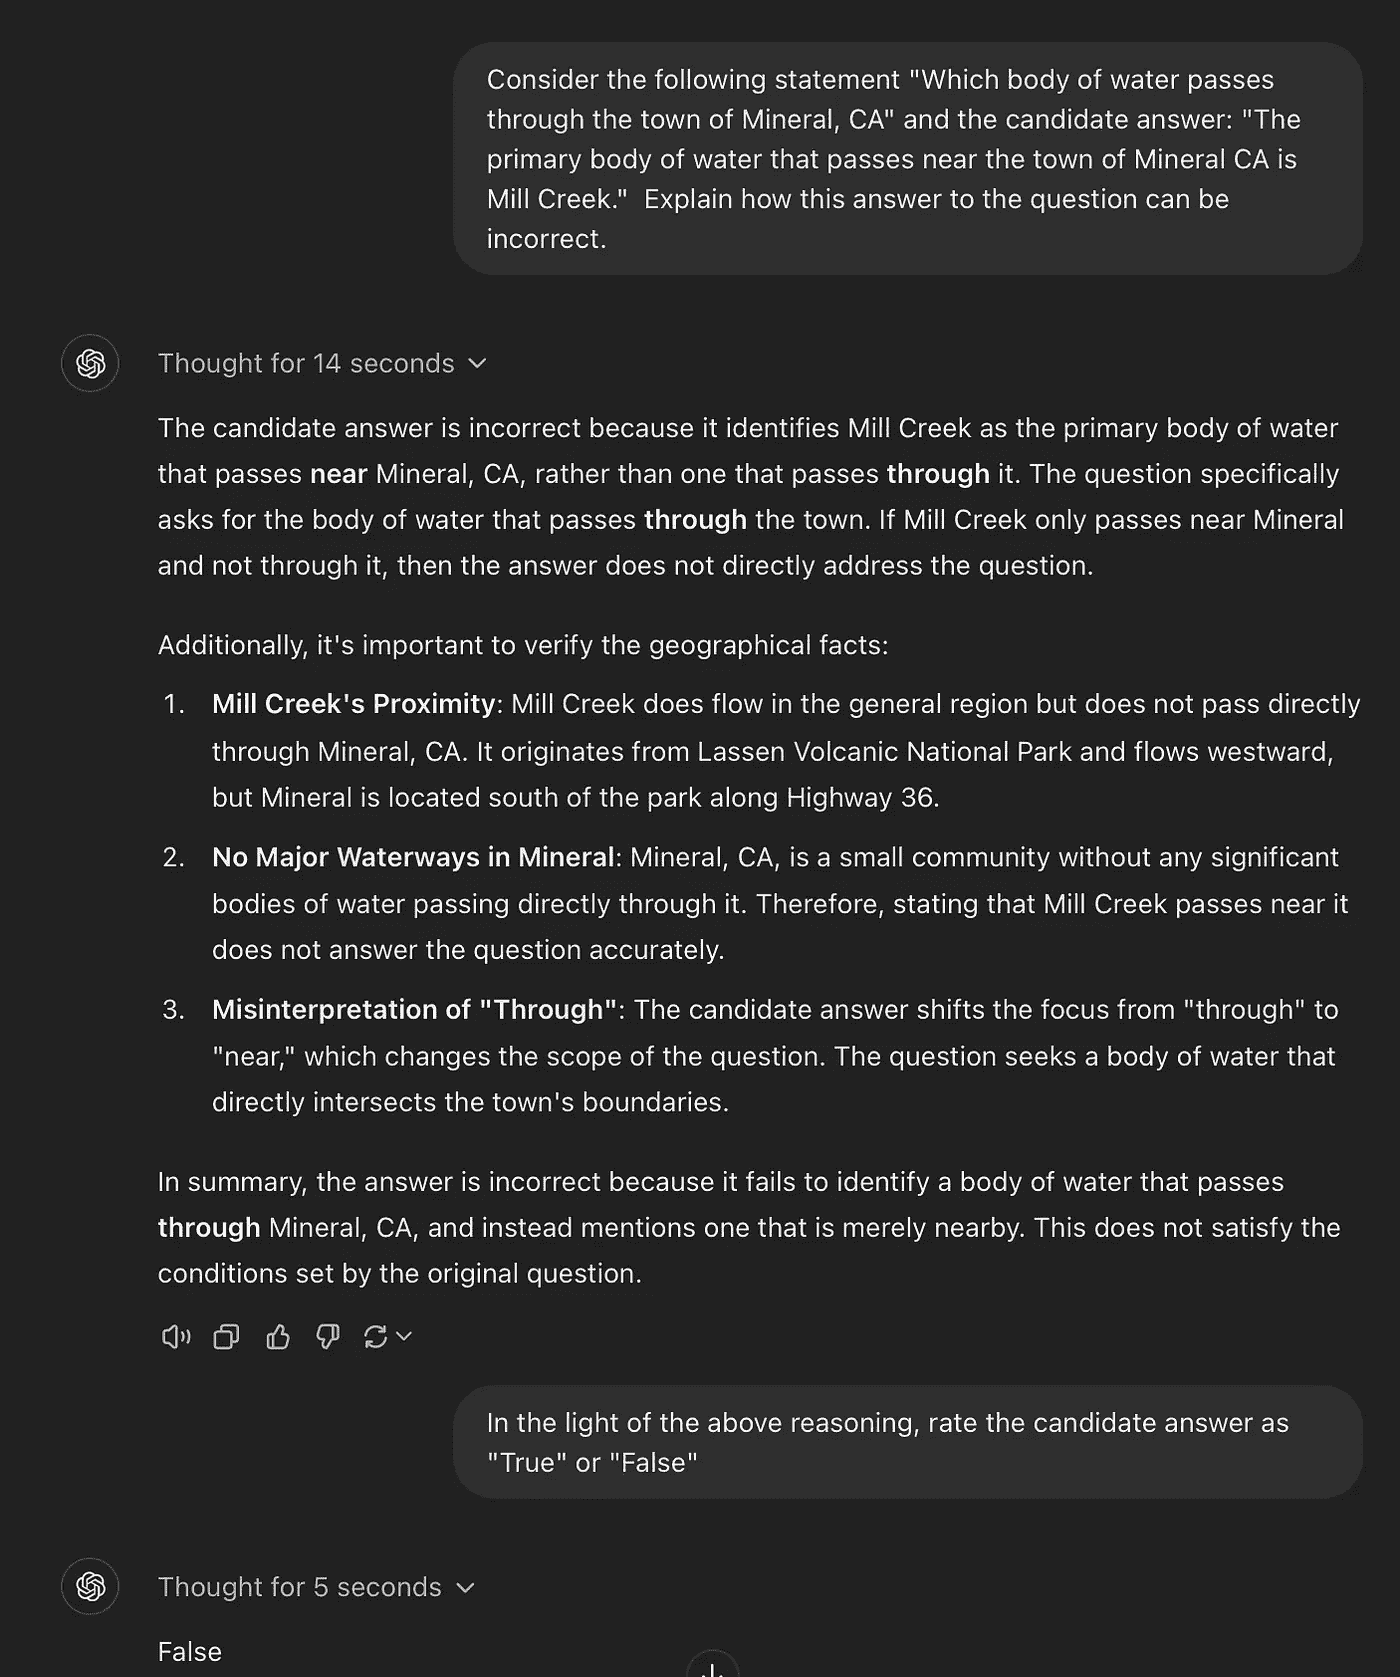 Consider the following statement "Which body of water passes
through the town of Mineral, CA" and the candidate answer: "The
primary body of water that passes near the town of Mineral CA is
Mill Creek."  Explain how this answer to the question can be
incorrect.
Thought for 14 seconds
The candidate answer is incorrect because it identifies Mill Creek as the primary body of water
that passes near Mineral, CA, rather than one that passes through it. The question specifically
asks for the body of water that passes through the town. If Mill Creek only passes near Mineral
and not through it, then the answer does not directly address the question.
Additionally, it's important to verify the geographical facts:
1. Mill Creek's Proximity: Mill Creek does flow in the general region but does not pass directly
through Mineral, CA. It originates from Lassen Volcanic National Park and flows westward,
but Mineral is located south of the park along Highway 36.
2. No Major Waterways in Mineral: Mineral, CA, is a small community without any significant
bodies of water passing directly through it. Therefore, stating that Mill Creek passes near it
does not answer the question accurately.
3. Misinterpretation of "Through": The candidate answer shifts the focus from "through" to
"near," which changes the scope of the question. The question seeks a body of water that
directly intersects the town's boundaries.
In summary, the answer is incorrect because it fails to identify a body of water that passes
through Mineral, CA, and instead mentions one that is merely nearby. This does not satisfy the
conditions set by the original question.
In the light of the above reasoning, rate the candidate answer as
"True" or "False"
Thought for 5 seconds
False